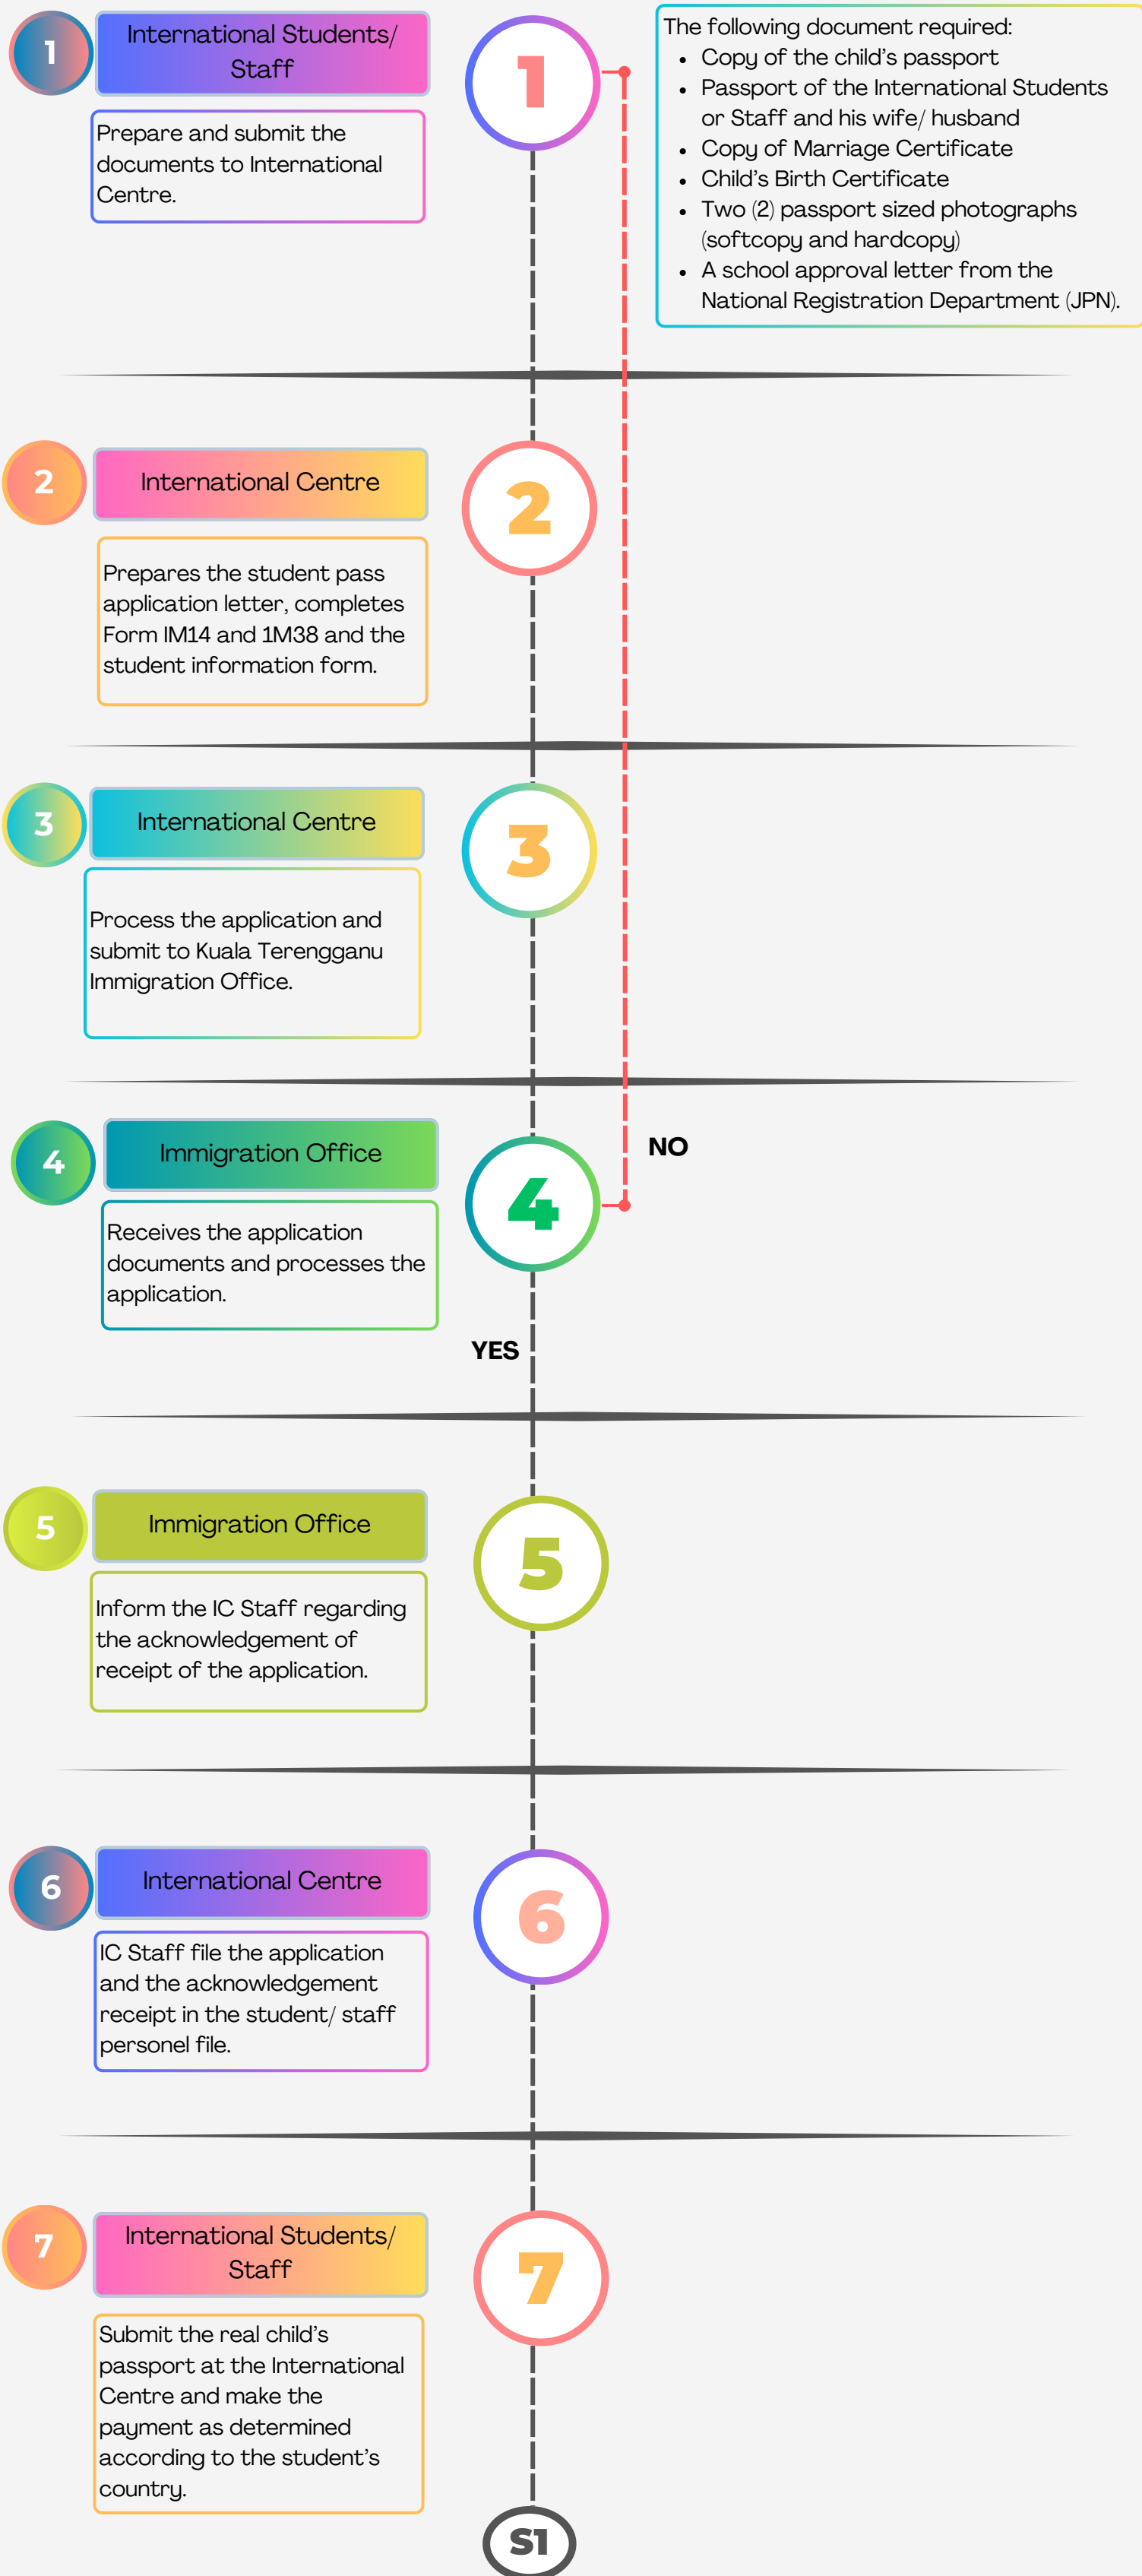 1
International Students/
Staff
Prepare and submit the
documents to International
Centre.
1
The following document required:
• Copy of the child's passport
• Passport of the International Students
or Staff and his wife/ husband
• Copy of Marriage Certificate
• Child's Birth Certificate
• Two (2) passport sized photographs
(softcopy and hardcopy)
• A school approval letter from the
National Registration Department (JPN).
2
International Centre
Prepares the student pass
application letter, completes
Form IM14 and 1M38 and the
student information form.
2
3
International Centre
Process the application and
submit to Kuala Terengganu
Immigration Office.
3
4
Immigration Office
Receives the application
documents and processes the
application.
4
NO
YES
5
Immigration Office
Inform the IC Staff regarding
the acknowledgement of
receipt of the application.
5
6
International Centre
IC Staff file the application
and the acknowledgement
receipt in the student/ staff
personel file.
6
7
International Students/
Staff
Submit the real child's
passport at the International
Centre and make the
payment as determined
according to the student's
country.
7
S1